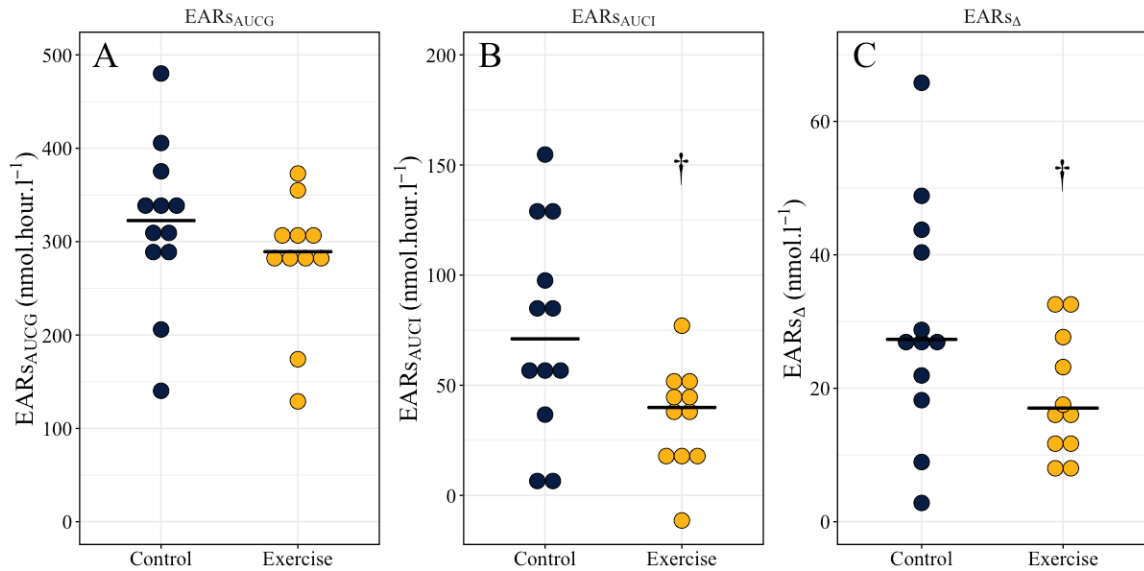 EARsAUCG
A
EARsAUCG (nmol.hour.l⁻¹)
500
400
300
200
100
0
Control Exercise
EARsAUCI
B
†
EARsAUCI (nmol.hour.l⁻¹)
200
150
100
50
0
Control Exercise
EARsΔ
C
†
EARsΔ (nmol.l⁻¹)
60
40
20
0
Control Exercise